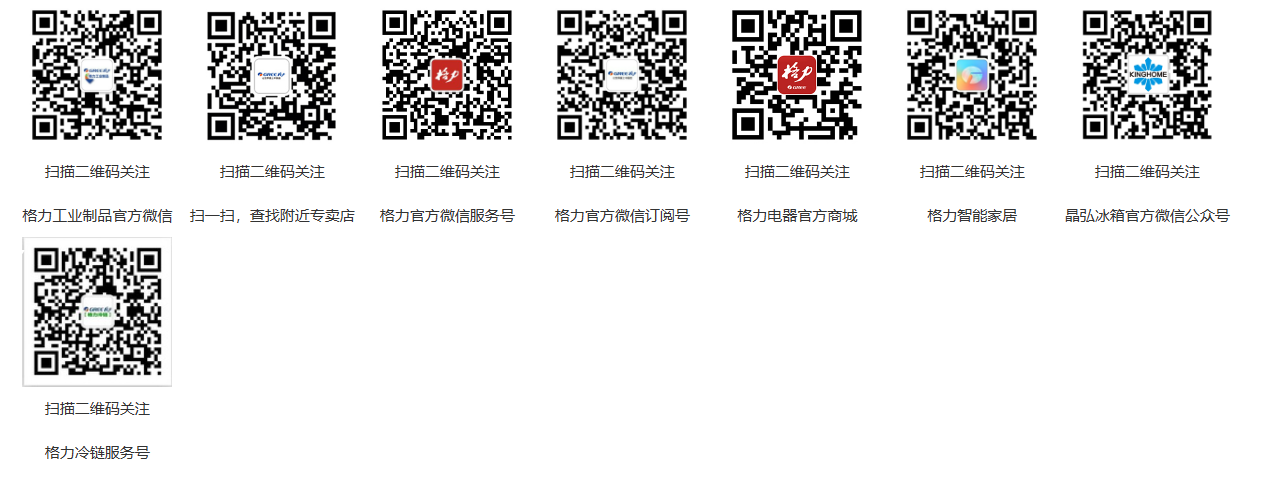 扫描二维码关注
扫描二维码关注
扫描二维码关注
扫描二维码关注
扫描二维码关注
扫描二维码关注
扫描二维码关注
格力工业制品官方微信
扫一扫，查找附近专卖店
格力官方微信服务号
格力官方微信订阅号
格力电器官方商城
格力智能家居
晶弘冰箱官方微信公众号
格力
格力
KINGHOME
扫描二维码关注
格力冷链服务号